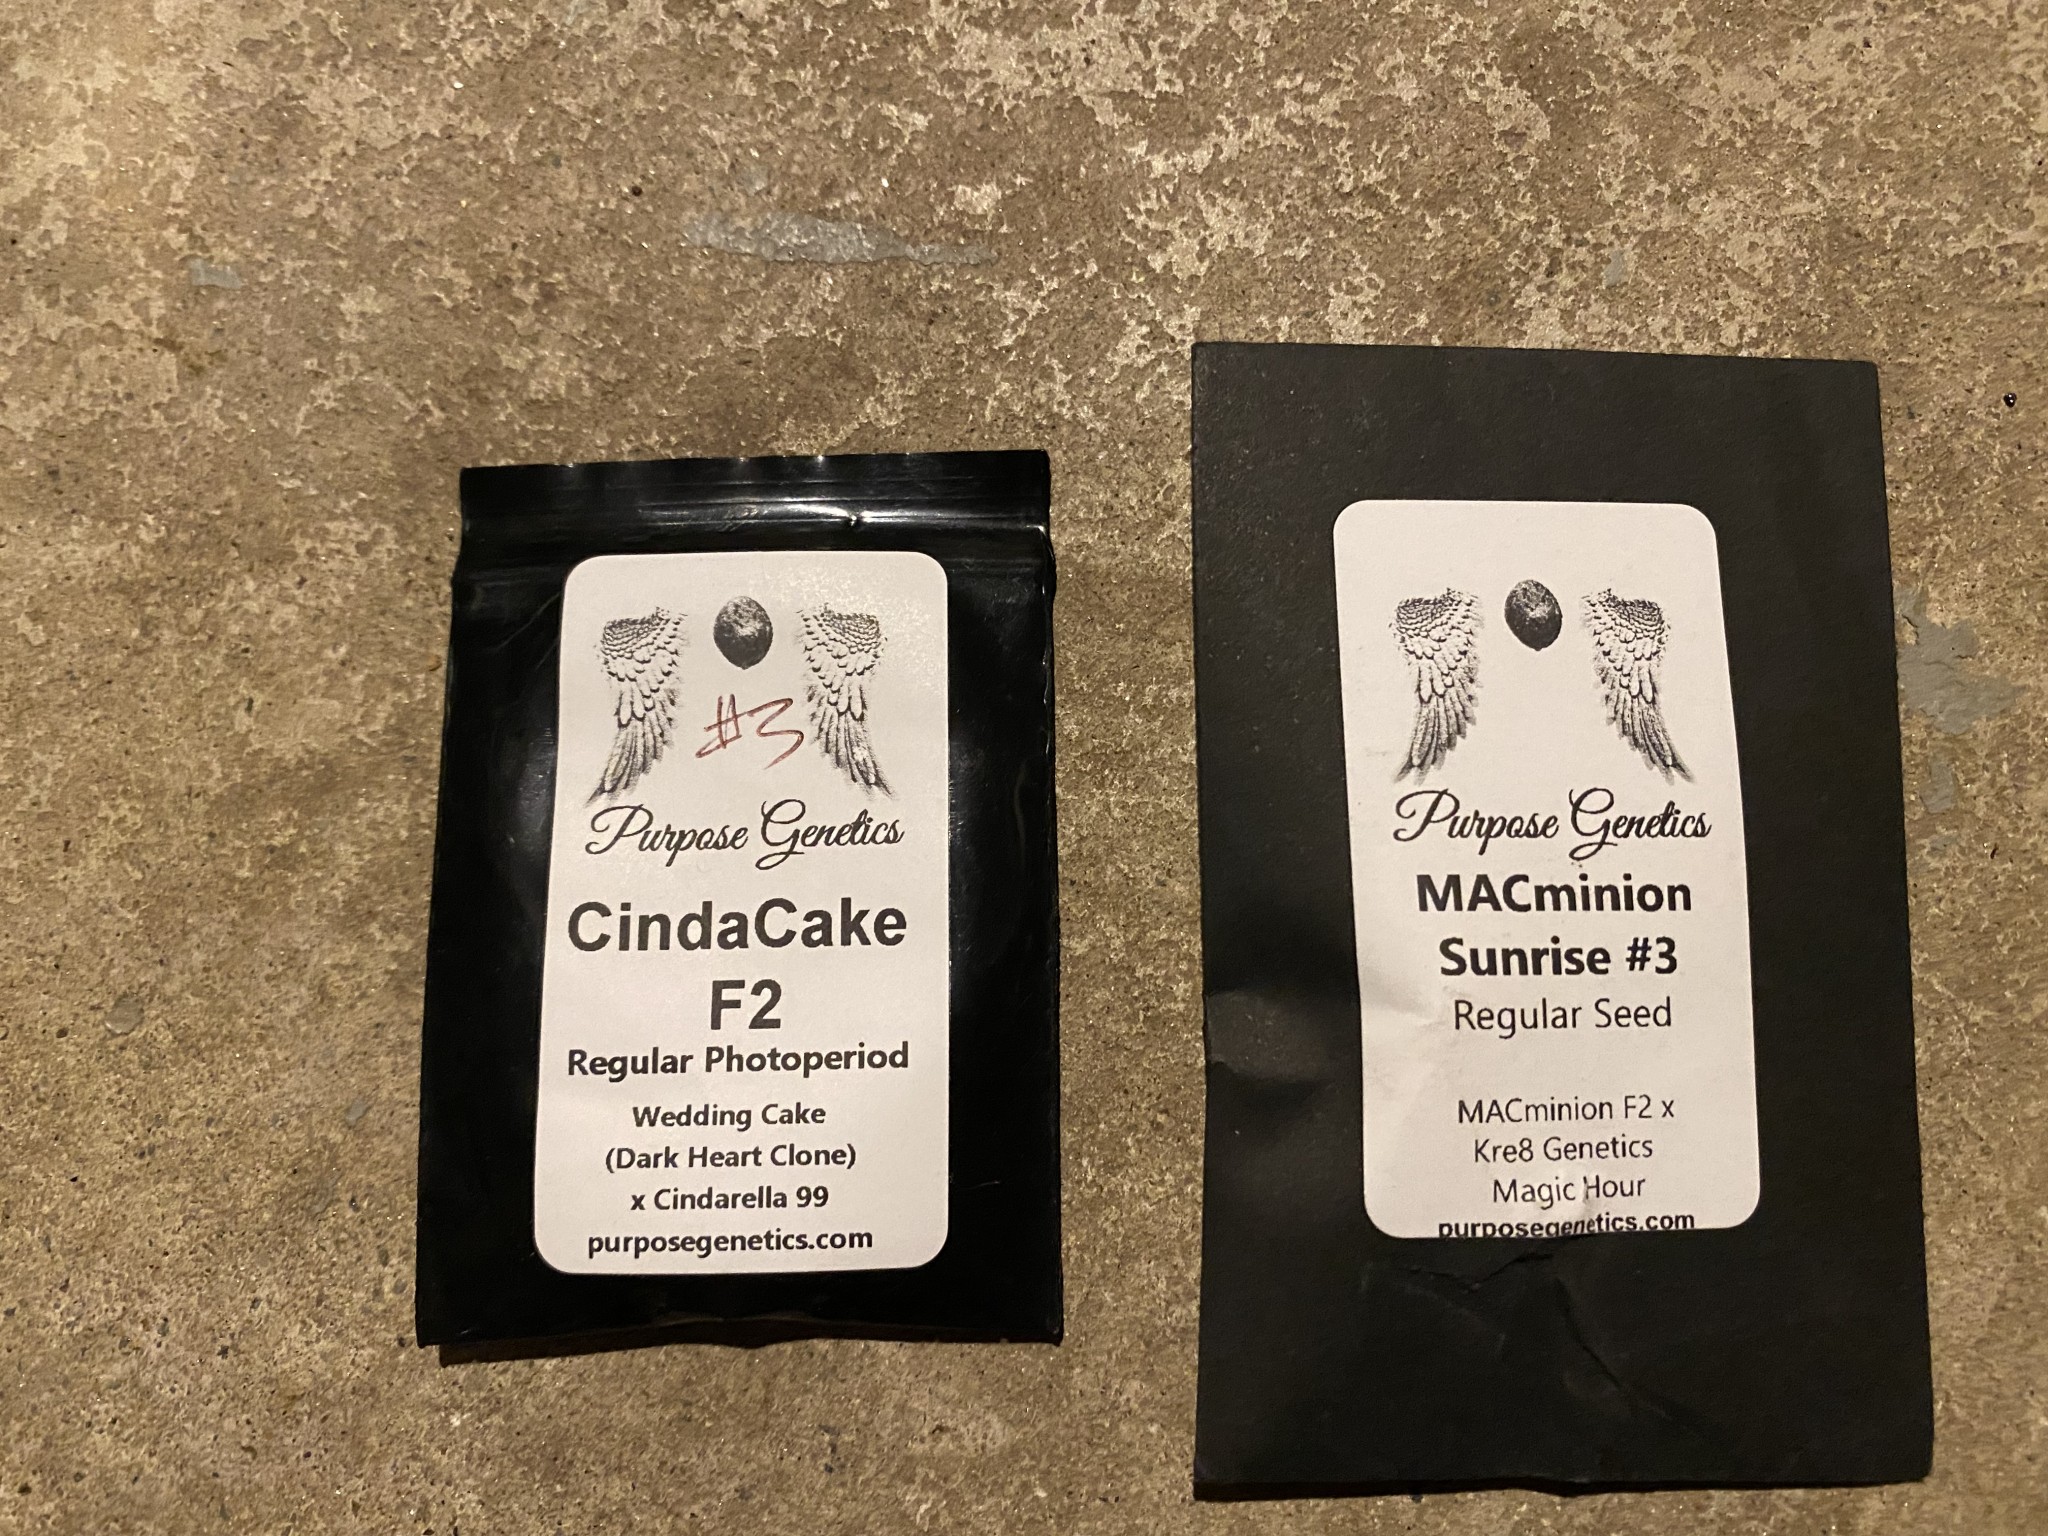 #3
Purpose Genetics
CindaCake
F2
Regular Photoperiod
Wedding Cake
(Dark Heart Clone)
x Cindarella 99
purposegenetics.com
Purpose Genetics
MACminion
Sunrise #3
Regular Seed
MACminion F2 x
Kre8 Genetics
Magic Hour
purposegenetics.com